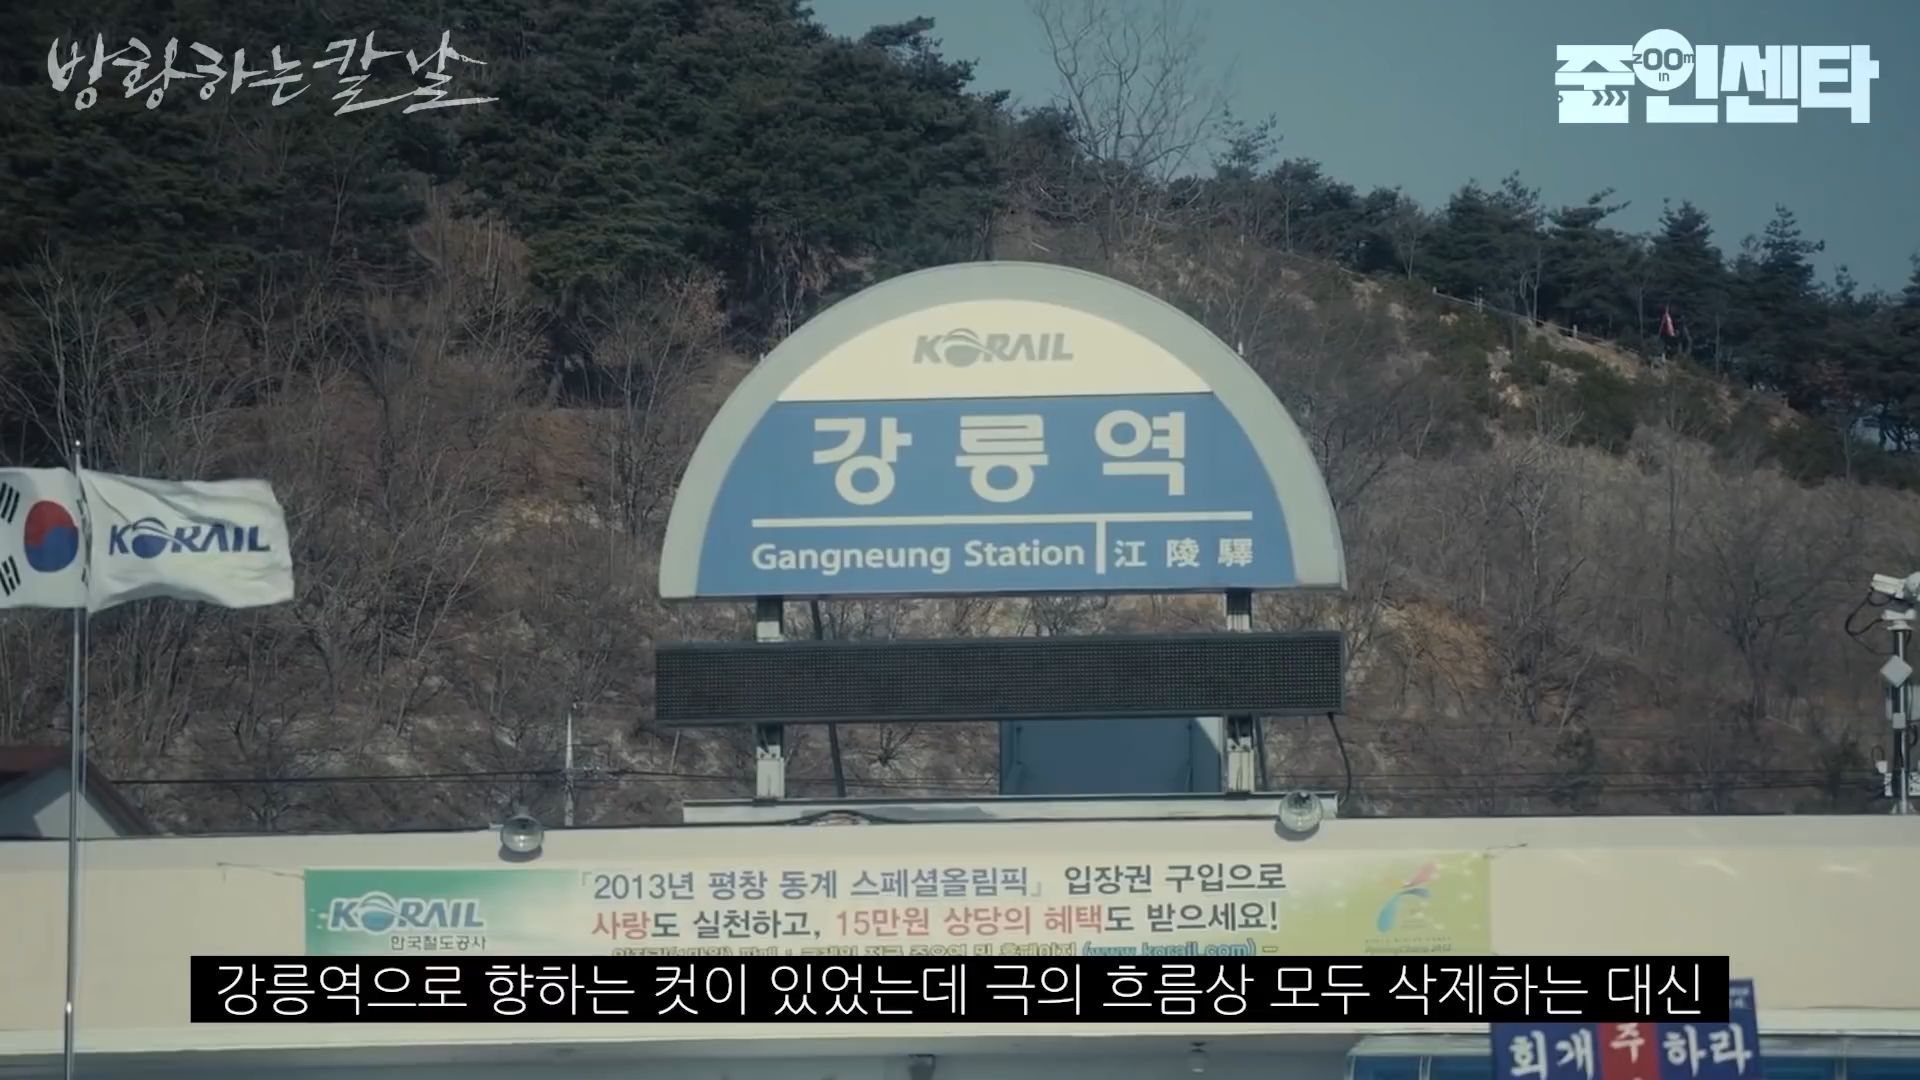 방황하는 칼날
줌인센타
zoom
in
KORAIL
강릉역
Gangneung Station 江陵驛
KORAIL
「2013년 평창 동계 스페셜올림픽」 입장권 구입으로
사랑도 실천하고, 15만원 상당의 혜택도 받으세요!
KORAIL
한국철도공사
(www.korail.com)
강릉역으로 향하는 컷이 있었는데 극의 흐름상 모두 삭제하는 대신
회개 하라